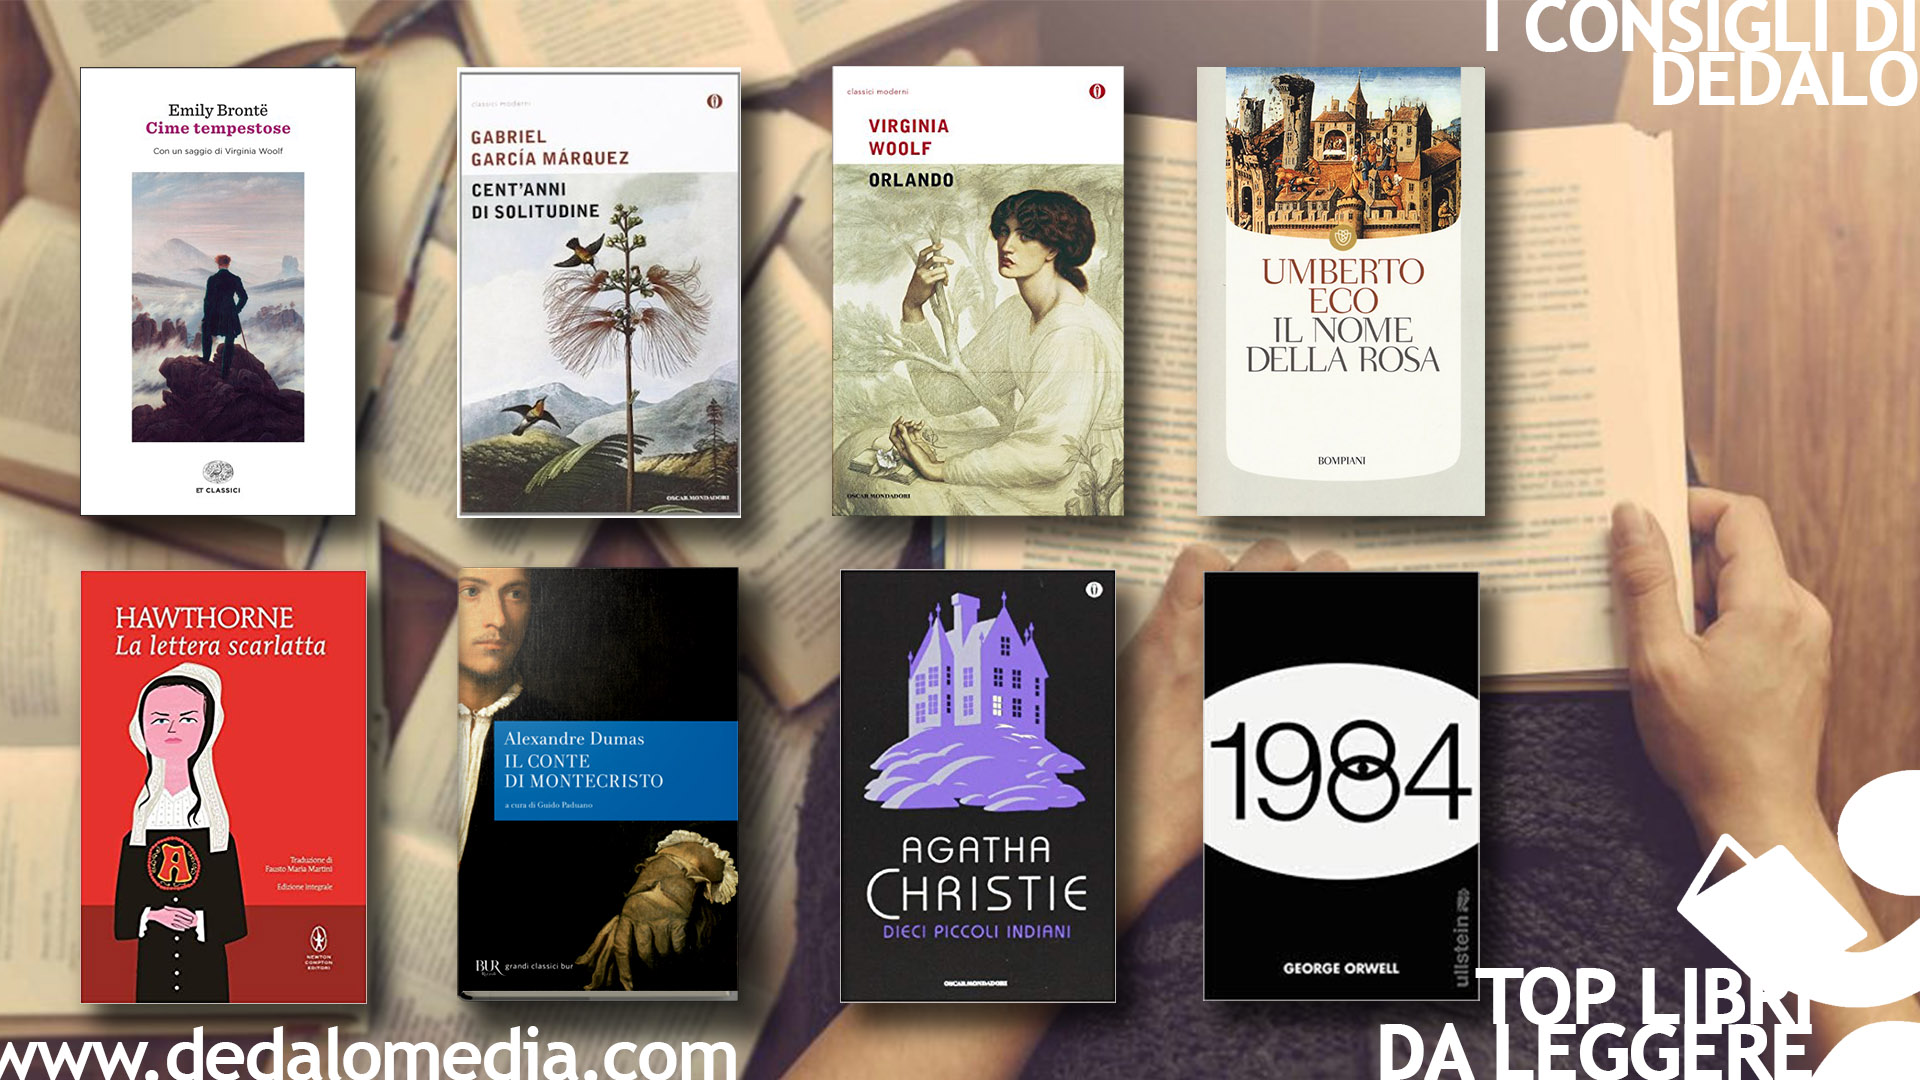 I CONSIGLI DI
DEDALO
Emily Brontë
Cime tempestose
Con un saggio di Virginia Woolf
ET CLASSICI
classici moderni
GABRIEL
GARCÍA MÁRQUEZ
CENT'ANNI
DI SOLITUDINE
OSCAR MONDADORI
classici moderni
VIRGINIA
WOOLF
ORLANDO
OSCAR MONDADORI
UMBERTO
ECO
IL NOME
DELLA ROSA
BOMPIANI
HAWTHORNE
La lettera scarlatta
A
Traduzione di
Fausto Maria Martini
Edizione integrale
NEWTON
COMPTON
EDITORI
Alexandre Dumas
IL CONTE
DI MONTECRISTO
a cura di Guido Paduano
BUR
grandi classici bur
AGATHA
CHRISTIE
DIECI PICCOLI INDIANI
OSCAR MONDADORI
1984
GEORGE ORWELL
ullstein
TOP LIBRI
DA LEGGERE
www.dedalomedia.com